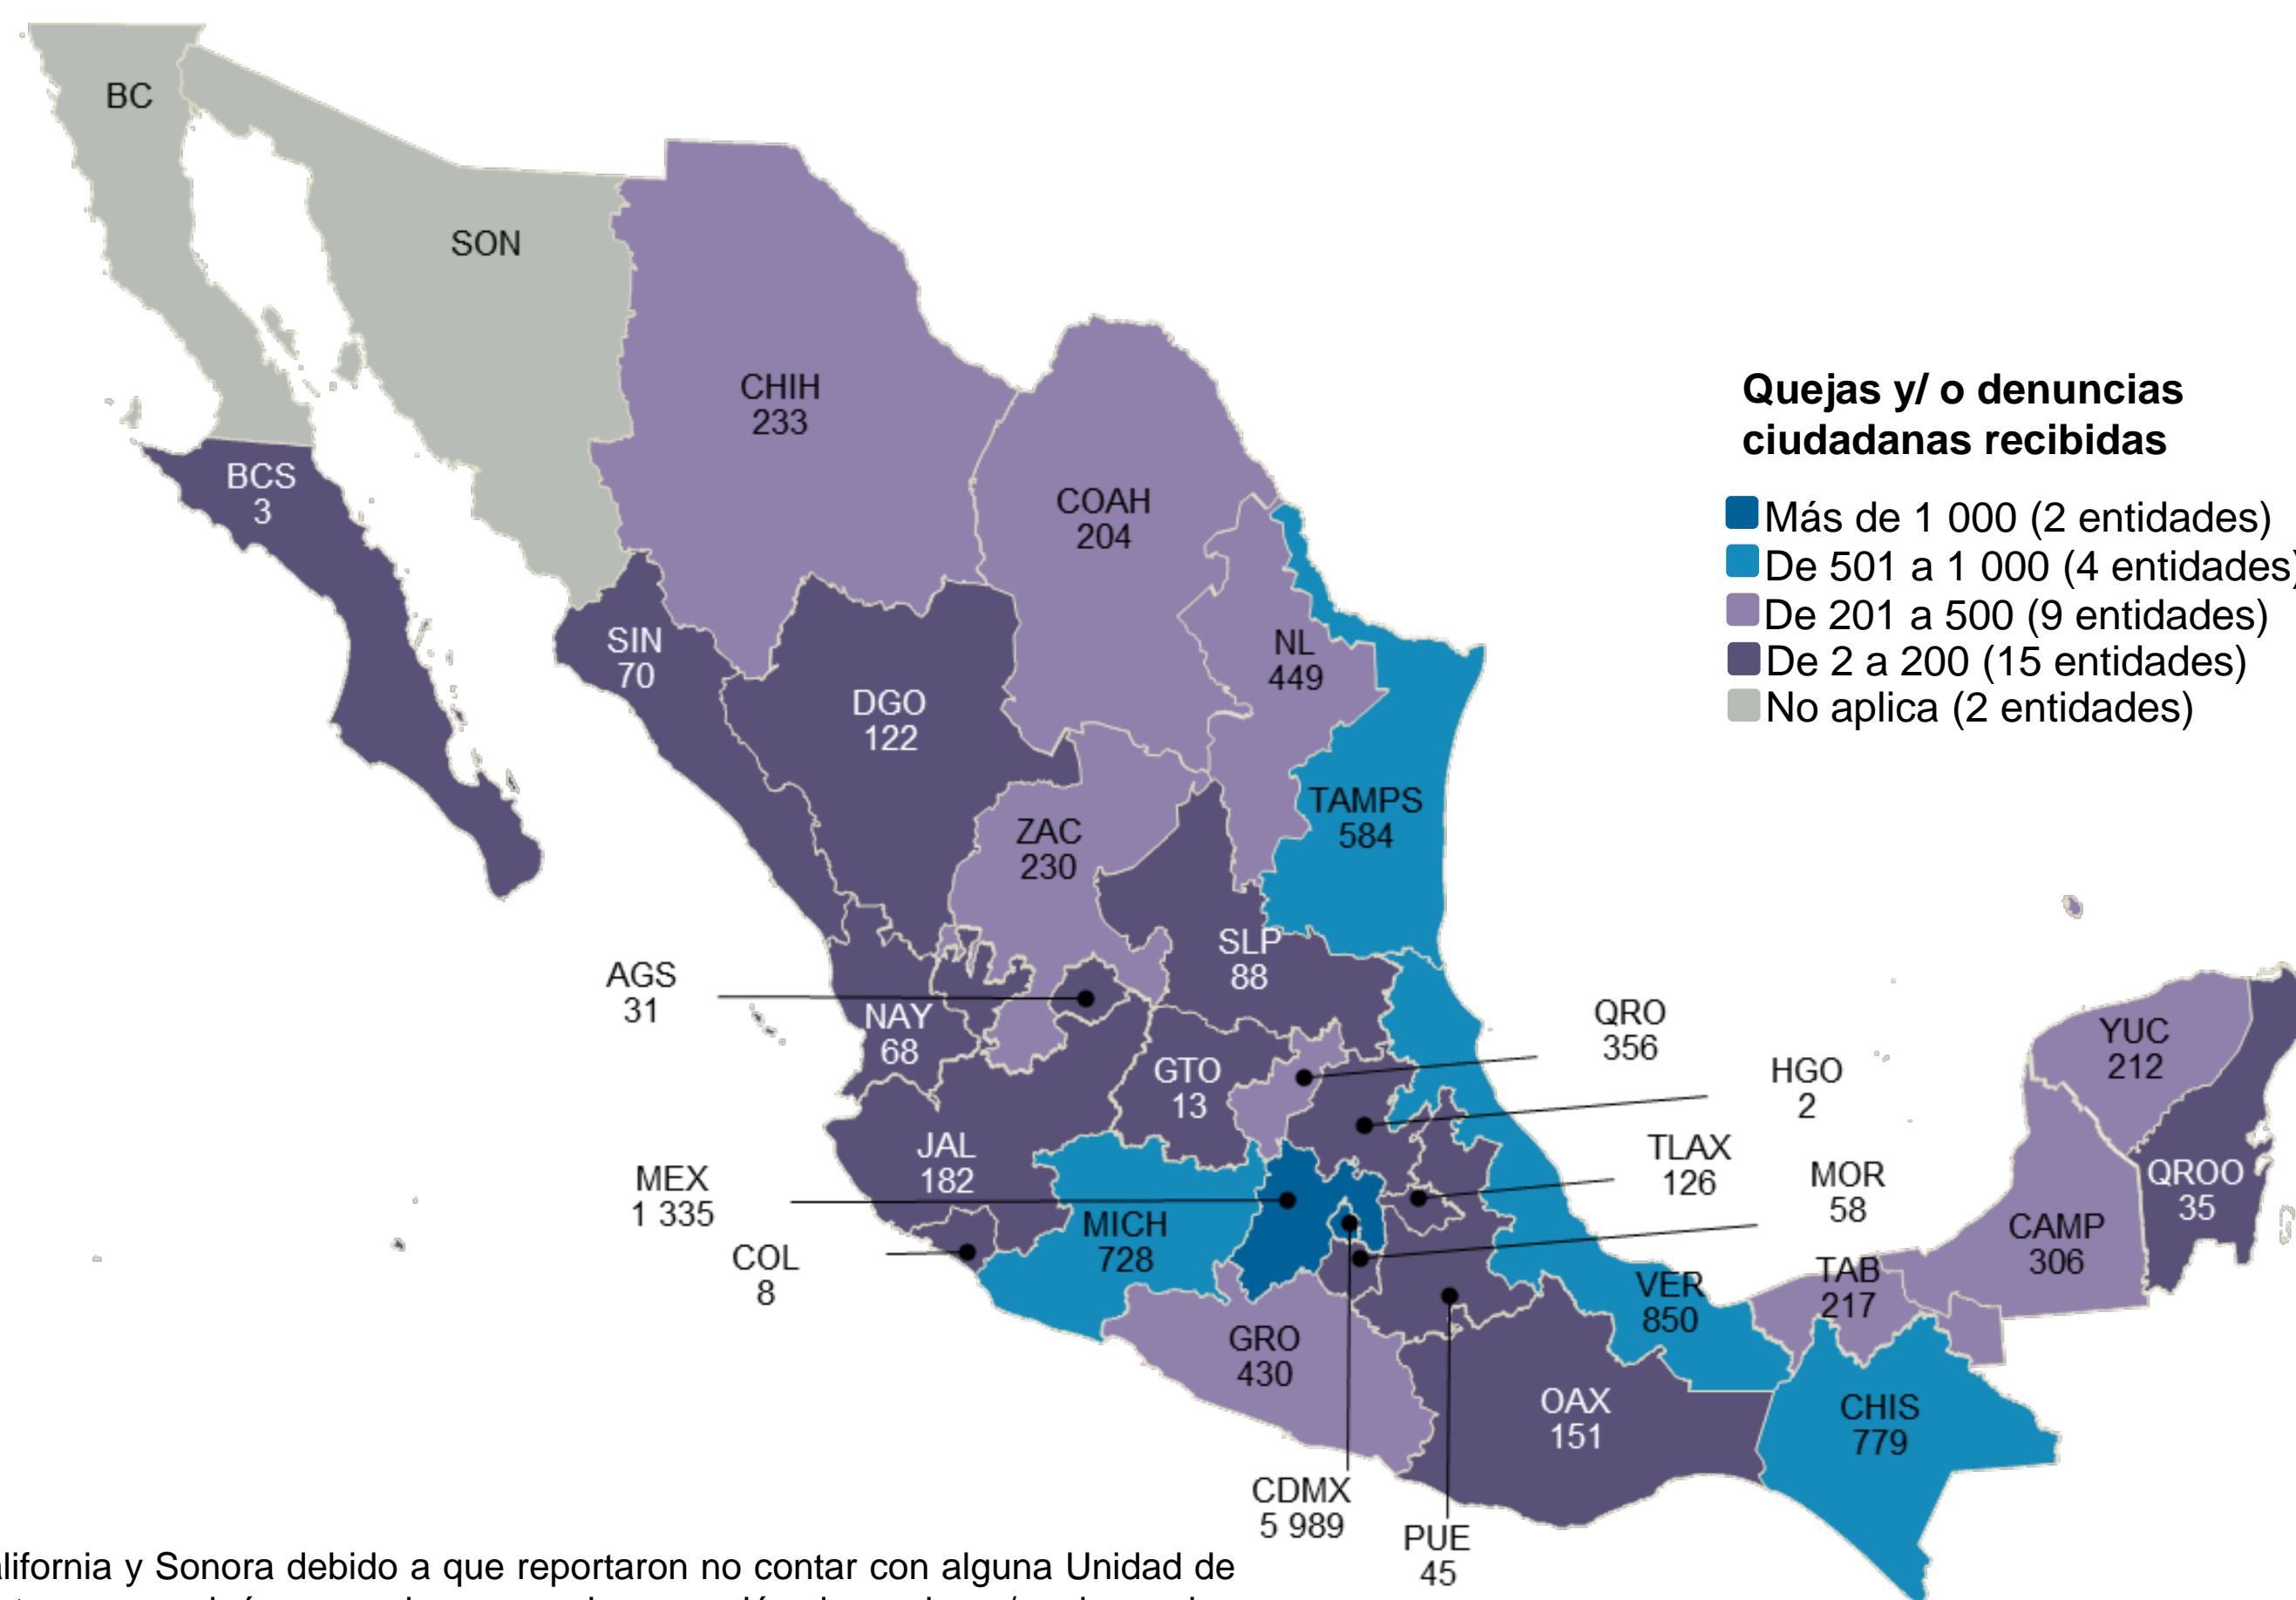 BC
SON
CHIH
233
BCS
3
COAH
204
Quejas y/ o denuncias
ciudadanas recibidas
Más de 1 000 (2 entidades)
De 501 a 1 000 (4 entidades)
De 201 a 500 (9 entidades)
De 2 a 200 (15 entidades)
No aplica (2 entidades)
SIN
70
NL
449
DGO
122
TAMPS
584
ZAC
230
SLP
88
AGS
31
NAY
68
QRO
356
YUC
212
GTO
13
HGO
2
JAL
182
TLAX
126
MEX
1 335
MOR
58
QROO
35
MICH
728
CAMP
306
COL
8
TAB
217
VER
850
GRO
430
OAX
151
CHIS
779
CDMX
5 989
PUE
45
lifornia y Sonora debido a que reportaron no contar con alguna Unidad de